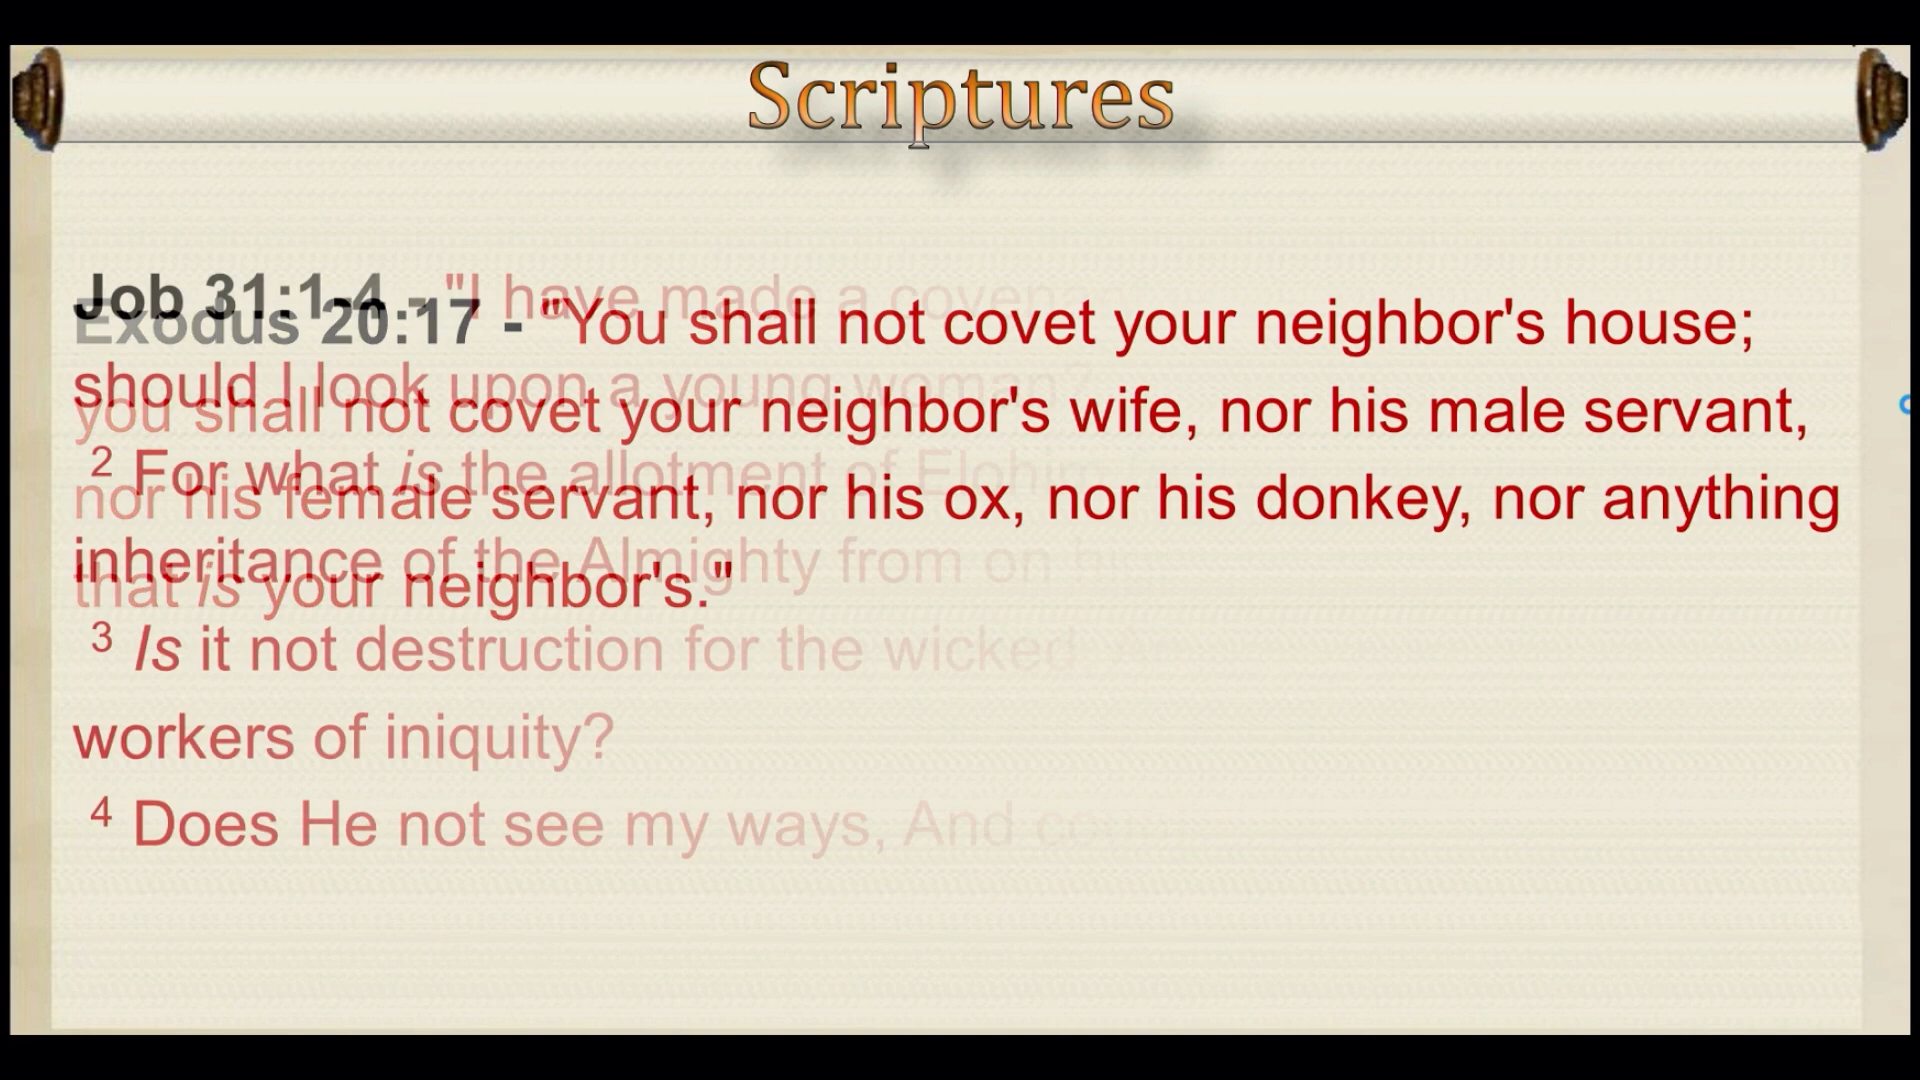 Scriptures
Job 31:1-4 - "I have made a coven
Exodus 20:17 - "You shall not covet your neighbor's house;
should I look upon a young woman?
you shall not covet your neighbor's wife, nor his male servant,
2 For what is the allotment of Elohim
nor his female servant, nor his ox, nor his donkey, nor anything
inheritance of the Almighty from on hi
that is your neighbor's."
3 Is it not destruction for the wicked
workers of iniquity?
4 Does He not see my ways, And